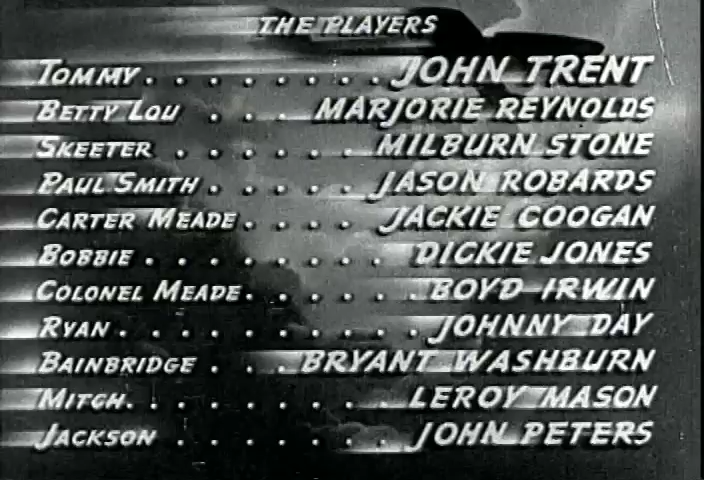 THE PLAYERS
TOMMY. . . . . . . . JOHN TRENT
BETTY LOU . . . MARJORIE REYNOLDS
SKEETER . . . . . . MILBURN STONE
PAUL SMITH. . . . . JASON ROBARDS
CARTER MEADE. . . . JACKIE COOGAN
BOBBIE . . . . . . . . DICKIE JONES
COLONEL MEADE. . . . . BOYD IRWIN
RYAN . . . . . . . . . . JOHNNY DAY
BAINBRIDGE . . . BRYANT WASHBURN
MITCH. . . . . . . . LEROY MASON
JACKSON . . . . . . JOHN PETERS